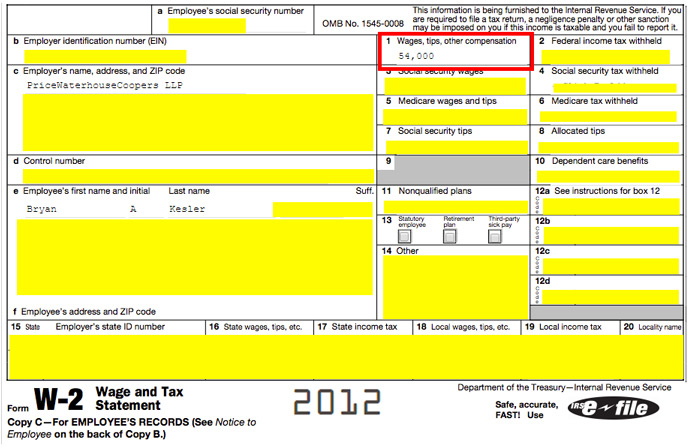 a Employee's social security number
OMB No. 1545-0008
This information is being furnished to the Internal Revenue Service. If you
are required to file a tax return, a negligence penalty or other sanction
may be imposed on you if this income is taxable and you fail to report it.
b Employer identification number (EIN)
1 Wages, tips, other compensation
54,000
2 Federal income tax withheld
c Employer's name, address, and ZIP code
PriceWaterhouseCoopers LLP
3 Social security wages
4 Social security tax withheld
5 Medicare wages and tips
6 Medicare tax withheld
7 Social security tips
8 Allocated tips
d Control number
9
10 Dependent care benefits
e Employee's first name and initial Last name Suff.
Bryan A Kesler
11 Nonqualified plans
12a See instructions for box 12
Code
13 Statutory employee Retirement plan Third-party sick pay
12b
Code
14 Other
12c
Code
12d
Code
f Employee's address and ZIP code
15 State Employer's state ID number
16 State wages, tips, etc.
17 State income tax
18 Local wages, tips, etc.
19 Local income tax
20 Locality name
Form W-2 Wage and Tax
Statement
2012
Department of the Treasury—Internal Revenue Service
Safe, accurate,
FAST! Use
IRS e-file
Copy C—For EMPLOYEE'S RECORDS (See Notice to
Employee on the back of Copy B.)